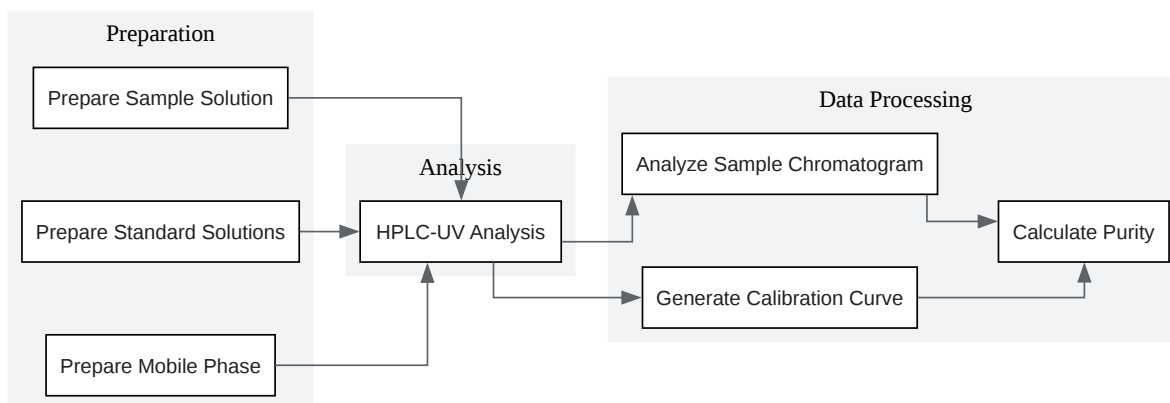 Preparation
Prepare Sample Solution
Prepare Standard Solutions
Prepare Mobile Phase
Analysis
HPLC-UV Analysis
Data Processing
Analyze Sample Chromatogram
Generate Calibration Curve
Calculate Purity